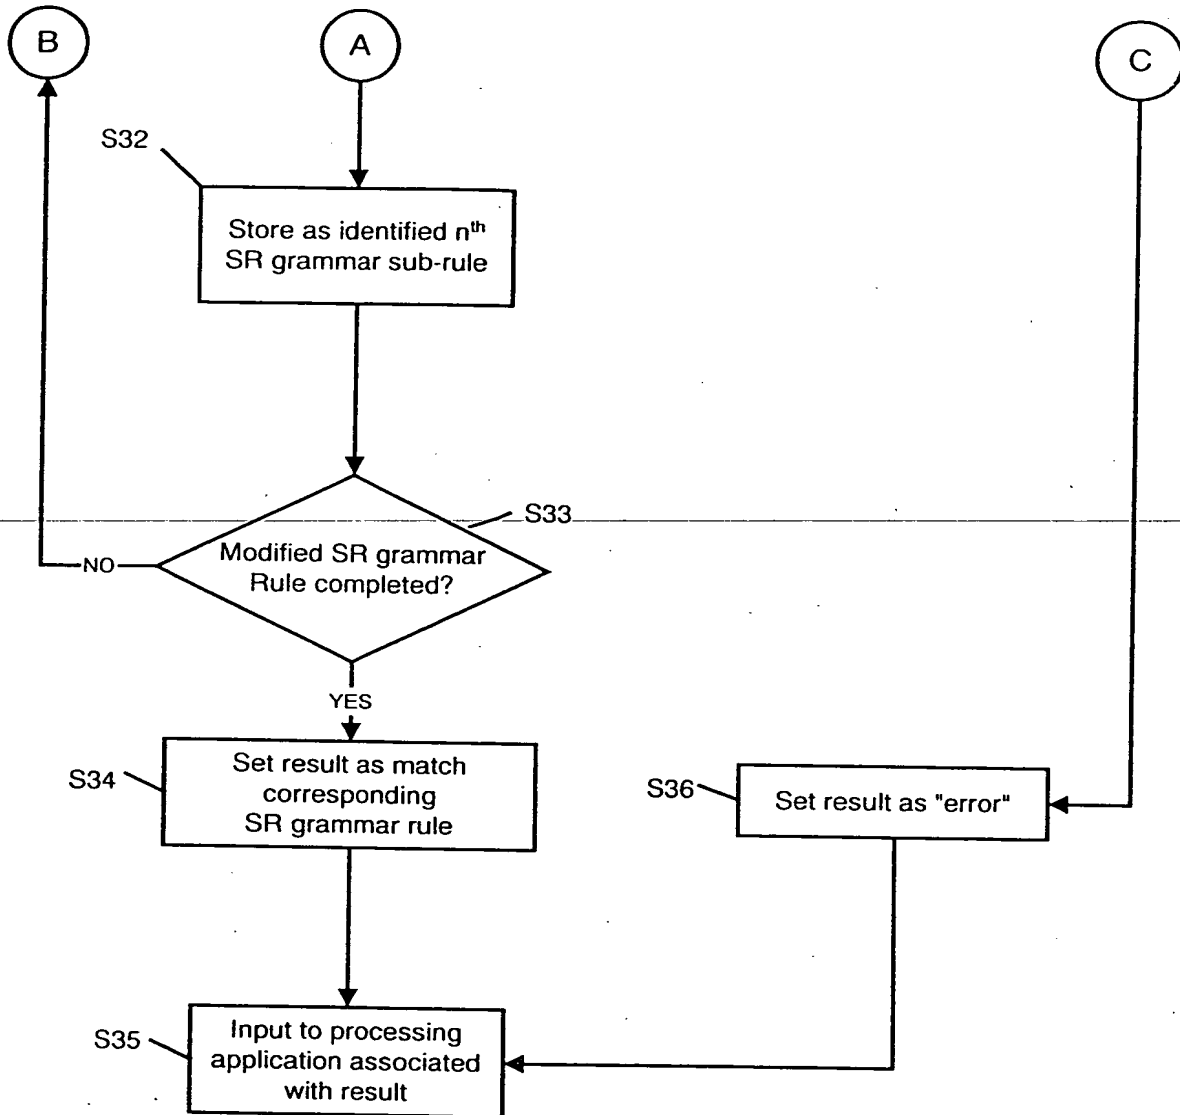 B
A
C
S32
Store as identified nth
SR grammar sub-rule
S33
Modified SR grammar
Rule completed?
NO
YES
S34
Set result as match
corresponding
SR grammar rule
S36
Set result as "error"
S35
Input to processing
application associated
with result